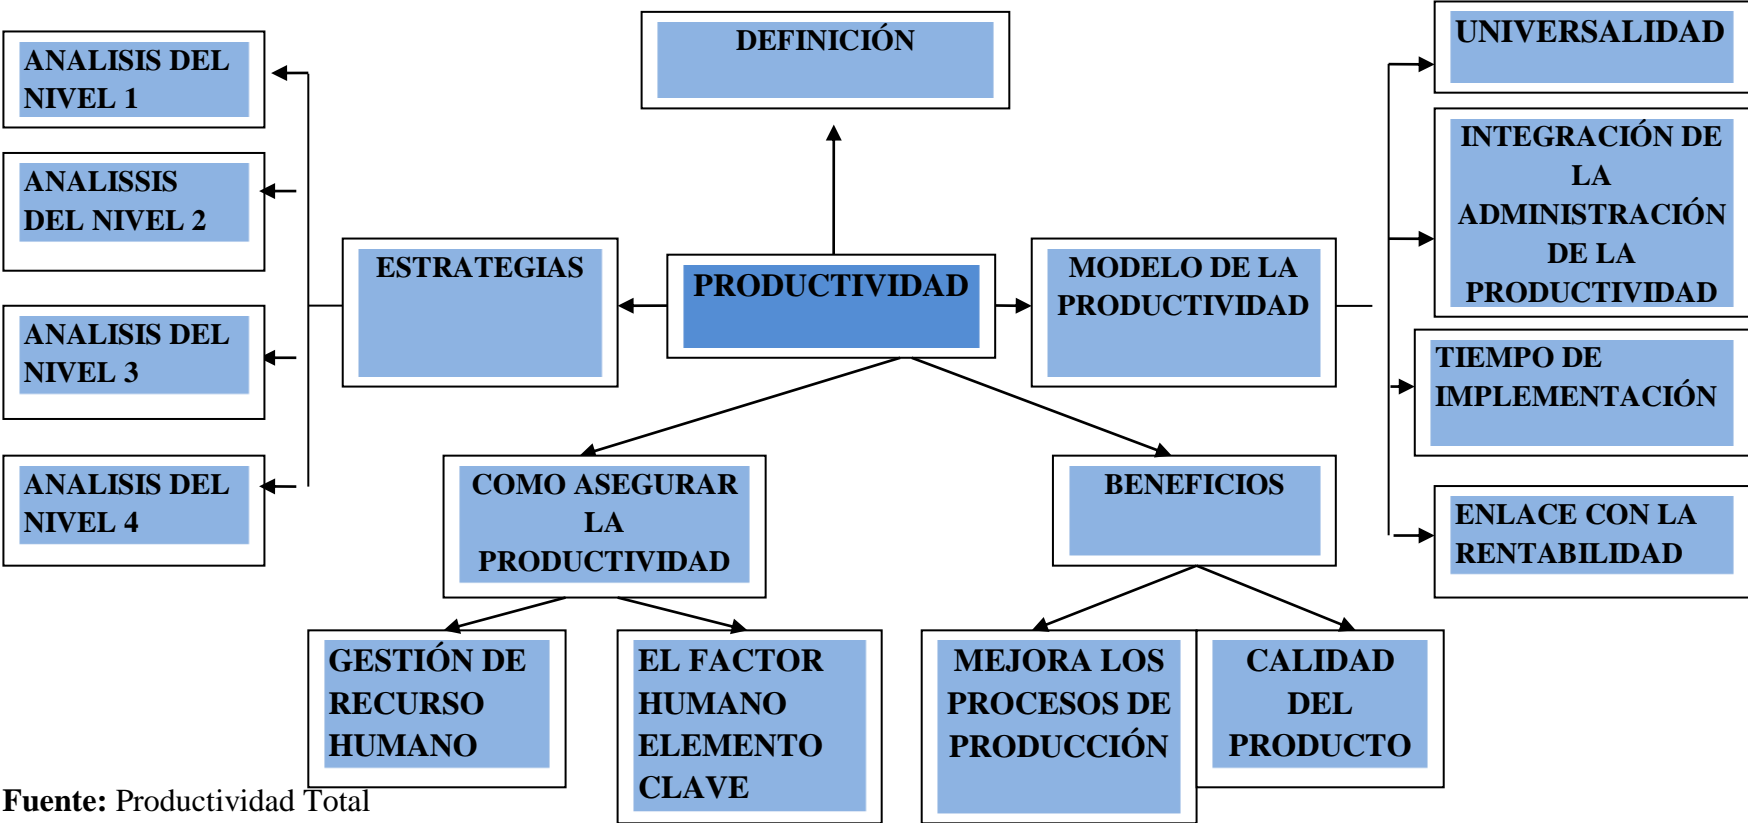 DEFINICIÓN
UNIVERSALIDAD
ANALISIS DEL
NIVEL 1
INTEGRACIÓN DE
LA
ADMINISTRACIÓN
DE LA
PRODUCTIVIDAD
ANALISSIS
DEL NIVEL 2
ESTRATEGIAS
PRODUCTIVIDAD
MODELO DE LA
PRODUCTIVIDAD
ANALISIS DEL
NIVEL 3
TIEMPO DE
IMPLEMENTACIÓN
ANALISIS DEL
NIVEL 4
COMO ASEGURAR
LA
PRODUCTIVIDAD
BENEFICIOS
ENLACE CON LA
RENTABILIDAD
GESTIÓN DE
RECURSO
HUMANO
EL FACTOR
HUMANO
ELEMENTO
CLAVE
MEJORA LOS
PROCESOS DE
PRODUCCIÓN
CALIDAD
DEL
PRODUCTO
Fuente: Productividad Total